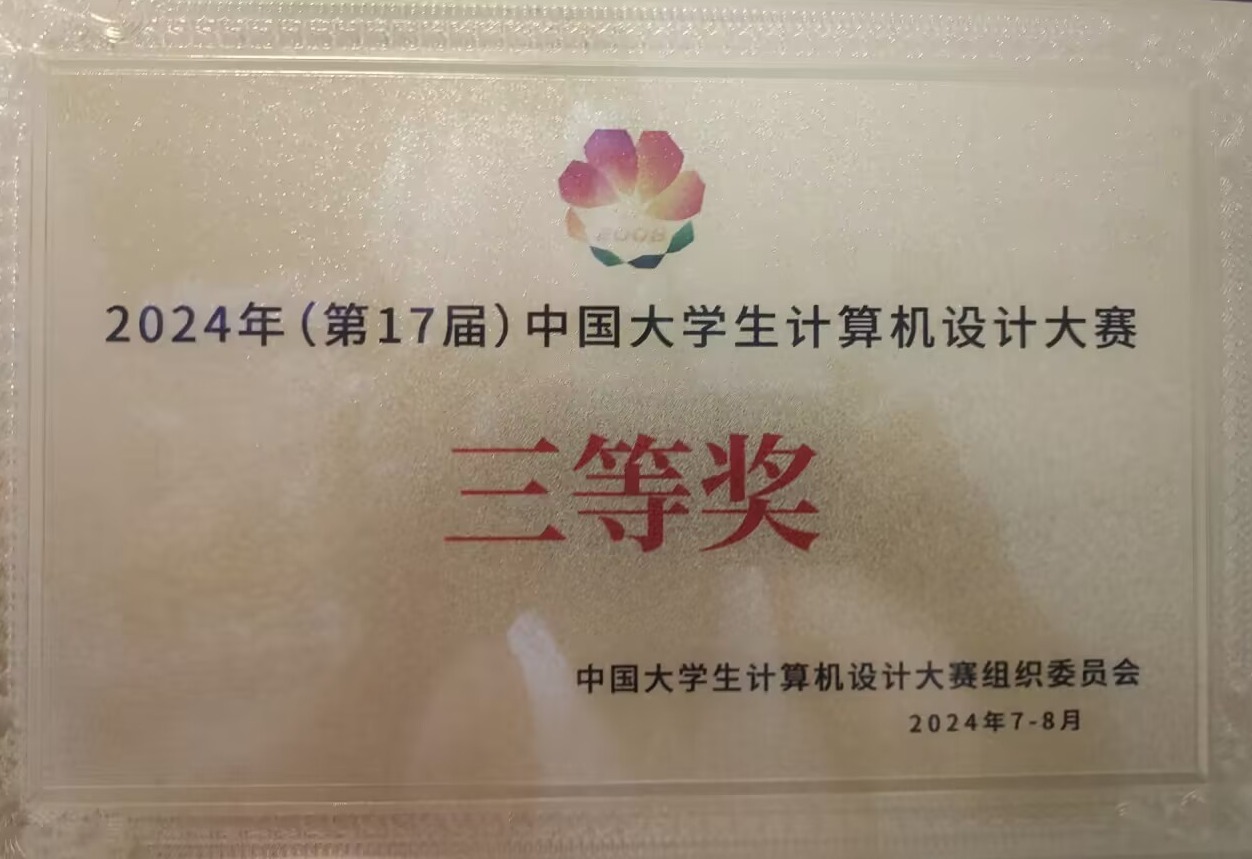 2008
2024年(第17届)中国大学生计算机设计大赛
三等奖
中国大学生计算机设计大赛组织委员会
2024年7-8月